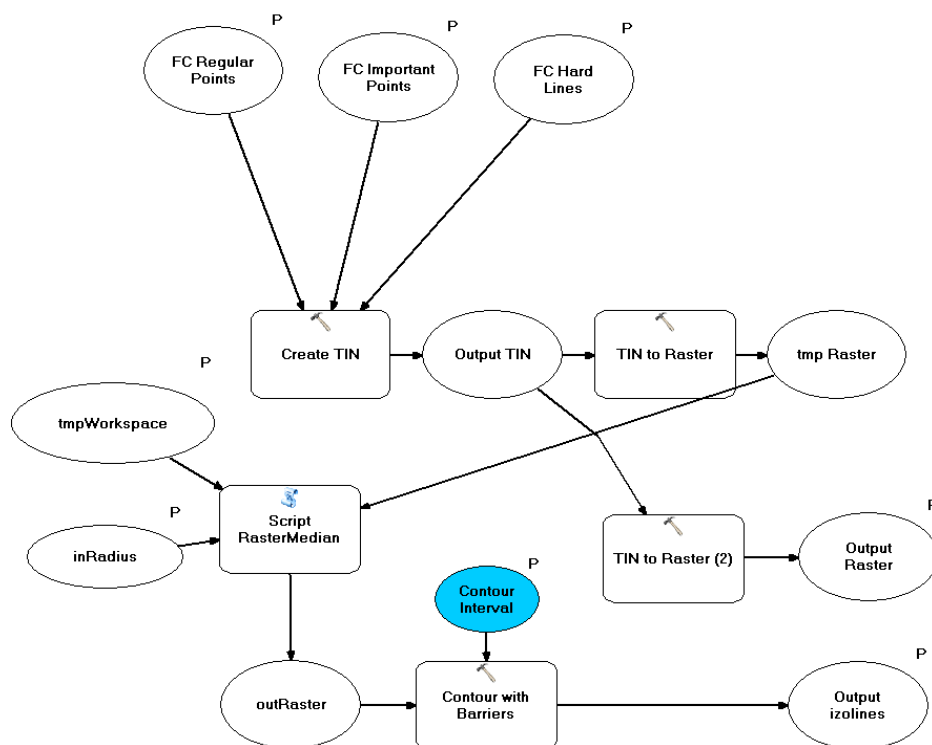 P
P
P
FC Regular
Points
FC Important
Points
FC Hard
Lines
Create TIN
Output TIN
TIN to Raster
tmp Raster
P
tmpWorkspace
P
inRadius
Script
RasterMedian
TIN to Raster (2)
P
Output
Raster
P
Contour
Interval
outRaster
Contour with
Barriers
P
Output
izolines